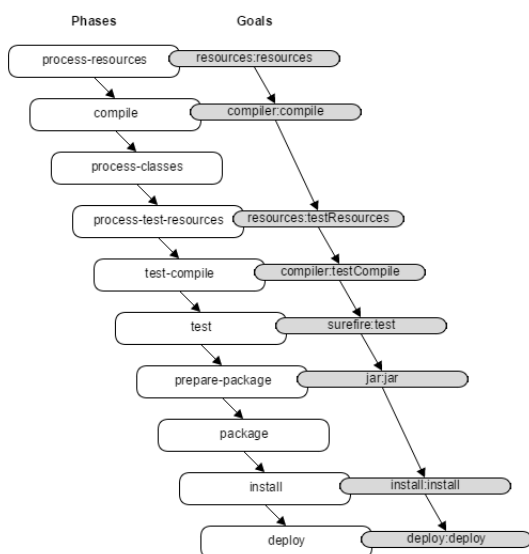 Phases Goals
process-resources resources:resources
compile compiler:compile
process-classes
process-test-resources resources:testResources
test-compile compiler:testCompile
test surefire:test
prepare-package jar:jar
package
install install:install
deploy deploy:deploy